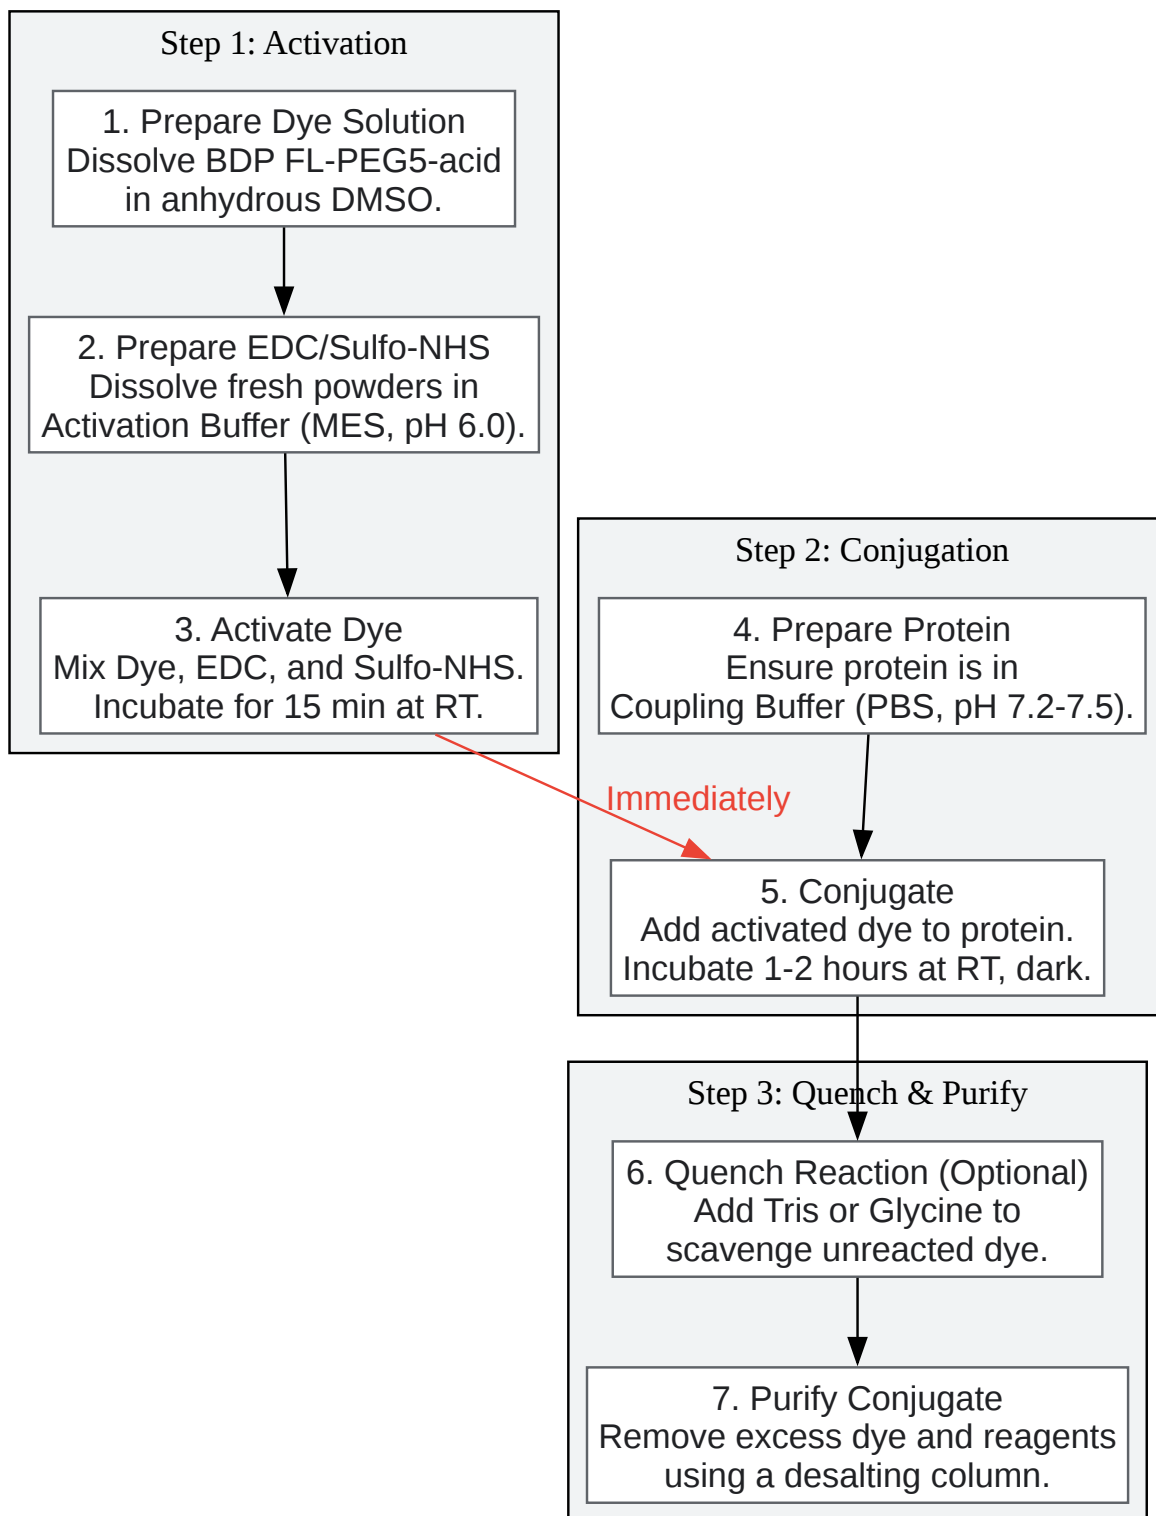 Step 1: Activation
1. Prepare Dye Solution
Dissolve BDP FL-PEG5-acid
in anhydrous DMSO.
2. Prepare EDC/Sulfo-NHS
Dissolve fresh powders in
Activation Buffer (MES, pH 6.0).
3. Activate Dye
Mix Dye, EDC, and Sulfo-NHS.
Incubate for 15 min at RT.
Step 2: Conjugation
4. Prepare Protein
Ensure protein is in
Coupling Buffer (PBS, pH 7.2-7.5).
Immediately
5. Conjugate
Add activated dye to protein.
Incubate 1-2 hours at RT, dark.
Step 3: Quench & Purify
6. Quench Reaction (Optional)
Add Tris or Glycine to
scavenge unreacted dye.
7. Purify Conjugate
Remove excess dye and reagents
using a desalting column.